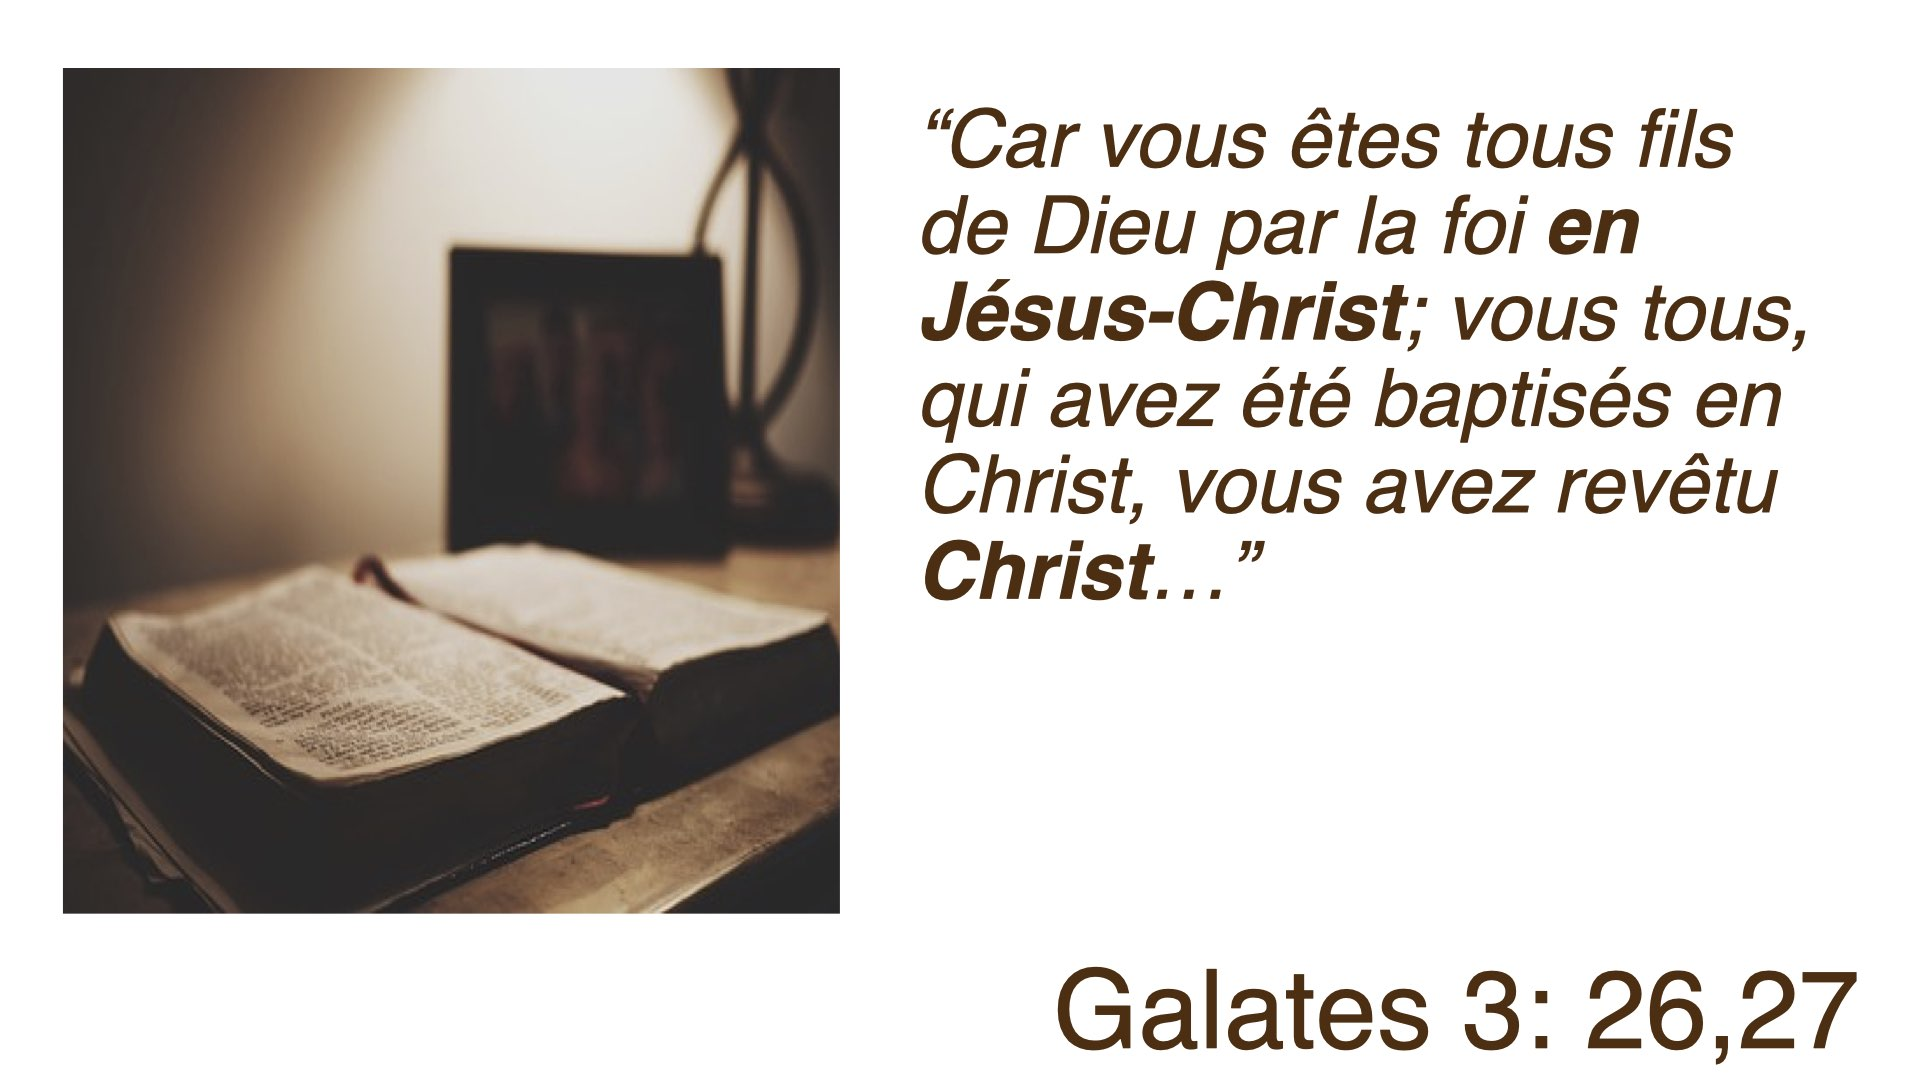 “Car vous êtes tous fils
de Dieu par la foi en
Jésus-Christ; vous tous,
qui avez été baptisés en
Christ, vous avez revêtu
Christ…”
Galates 3: 26,27